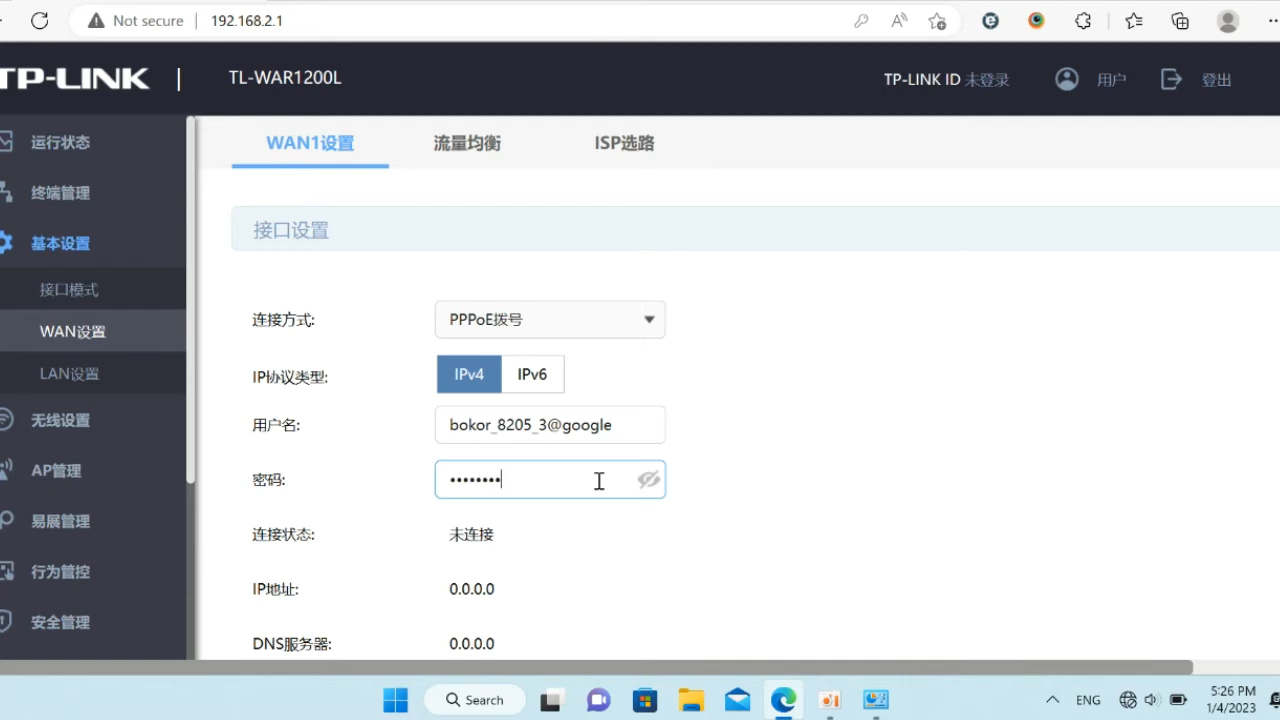 Not secure | 192.168.2.1
TP-LINK | TL-WAR1200L TP-LINK ID 未登录 用户 登出
运行状态
终端管理
基本设置
接口模式
WAN设置
LAN设置
无线设置
AP管理
易展管理
行为管控
安全管理
WAN1设置 流量均衡 ISP选路
接口设置
连接方式: PPPoE拨号
IP协议类型: IPv4 IPv6
用户名: bokor_8205_3@google
密码: ••••••••
连接状态: 未连接
IP地址: 0.0.0.0
DNS服务器: 0.0.0.0
Search ENG 5:26 PM
1/4/2023